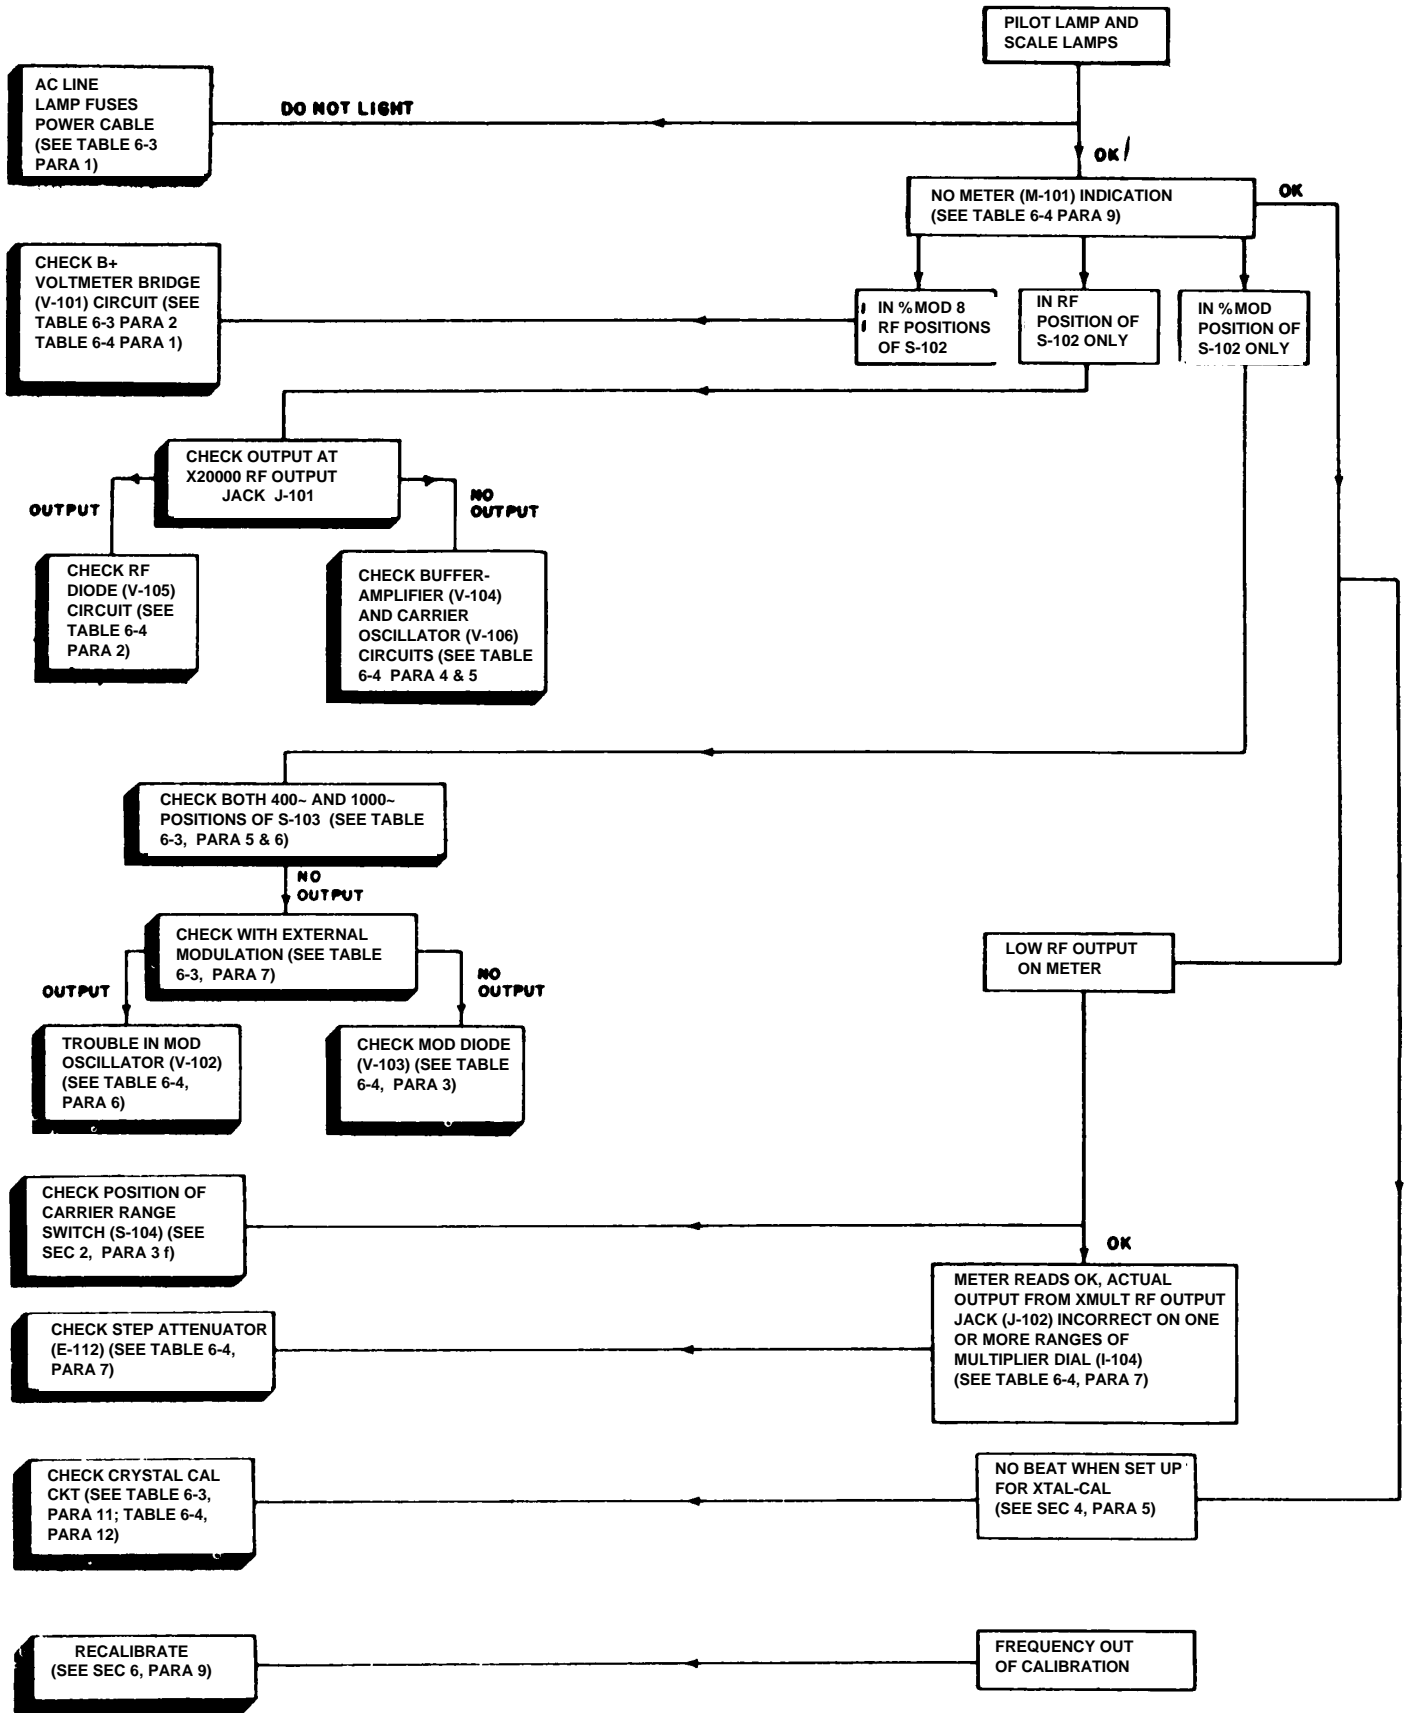 PILOT LAMP AND
SCALE LAMPS
AC LINE
LAMP FUSES
POWER CABLE
(SEE TABLE 6-3
PARA 1)
DO NOT LIGHT
OK
NO METER (M-101) INDICATION
(SEE TABLE 6-4 PARA 9)
OK
CHECK B+
VOLTMETER BRIDGE
(V-101) CIRCUIT (SEE
TABLE 6-3 PARA 2
TABLE 6-4 PARA 1)
IN %MOD 8
RF POSITIONS
OF S-102
IN RF
POSITION OF
S-102 ONLY
IN %MOD
POSITION OF
S-102 ONLY
CHECK OUTPUT AT
X20000 RF OUTPUT
JACK J-101
OUTPUT
NO
OUTPUT
CHECK RF
DIODE (V-105)
CIRCUIT (SEE
TABLE 6-4
PARA 2)
CHECK BUFFER-
AMPLIFIER (V-104)
AND CARRIER
OSCILLATOR (V-106)
CIRCUITS (SEE TABLE
6-4 PARA 4 & 5
CHECK BOTH 400~ AND 1000~
POSITIONS OF S-103 (SEE TABLE
6-3, PARA 5 & 6)
NO
OUTPUT
CHECK WITH EXTERNAL
MODULATION (SEE TABLE
6-3, PARA 7)
OUTPUT
NO
OUTPUT
TROUBLE IN MOD
OSCILLATOR (V-102)
(SEE TABLE 6-4,
PARA 6)
CHECK MOD DIODE
(V-103) (SEE TABLE
6-4, PARA 3)
LOW RF OUTPUT
ON METER
CHECK POSITION OF
CARRIER RANGE
SWITCH (S-104) (SEE
SEC 2, PARA 3 f)
OK
METER READS OK, ACTUAL
OUTPUT FROM XMULT RF OUTPUT
JACK (J-102) INCORRECT ON ONE
OR MORE RANGES OF
MULTIPLIER DIAL (I-104)
(SEE TABLE 6-4, PARA 7)
CHECK STEP ATTENUATOR
(E-112) (SEE TABLE 6-4,
PARA 7)
CHECK CRYSTAL CAL
CKT (SEE TABLE 6-3,
PARA 11; TABLE 6-4,
PARA 12)
NO BEAT WHEN SET UP
FOR XTAL-CAL
(SEE SEC 4, PARA 5)
RECALIBRATE
(SEE SEC 6, PARA 9)
FREQUENCY OUT
OF CALIBRATION